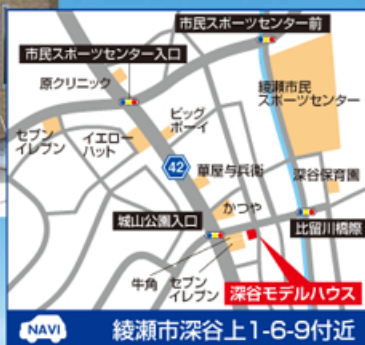 市民スポーツセンター前
市民スポーツセンター入口
原クリニック
綾瀬市民
スポーツセンター
ビッグ
ボーイ
セブン
イレブン
イエロー
ハット
42
華屋与兵衛
深谷保育園
かつや
城山公園入口
比留川橋際
牛角
セブン
イレブン
深谷モデルハウス
NAVI
綾瀬市深谷上1-6-9付近